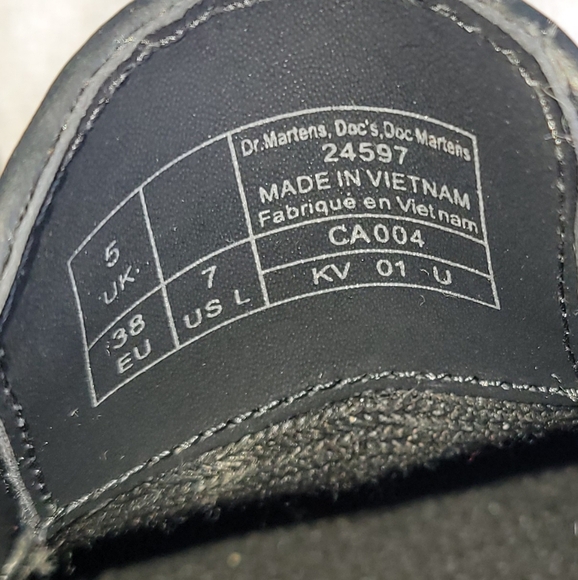 Dr.Martens, Doc's, Doc Martens
24597
MADE IN VIETNAM
Fabriqué en Vietnam
CA004
KV 01 U
5
UK.
38
EU
7
US L